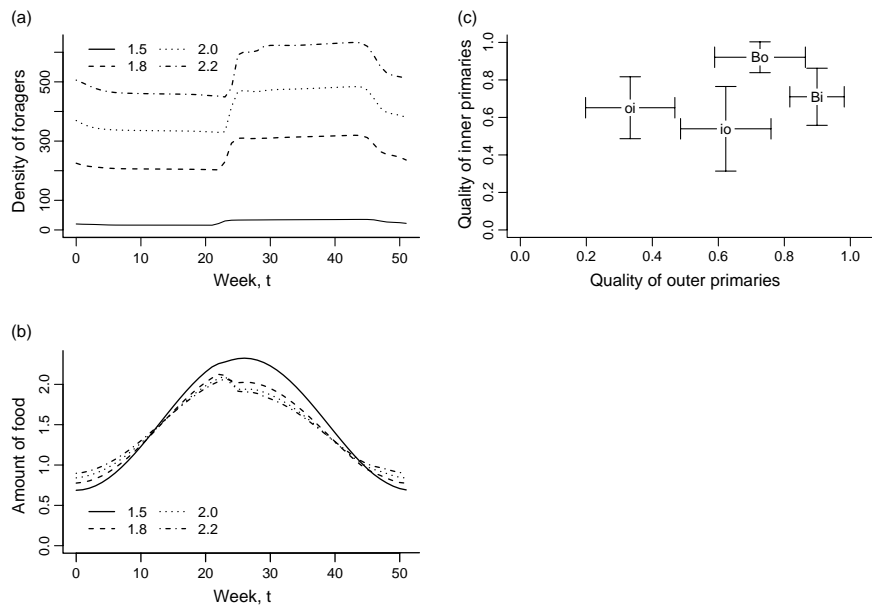 (a)
1.5 2.0
1.8 2.2
Density of foragers
0 100 300 500
0 10 20 30 40 50
Week, t
(c)
Quality of inner primaries
0.0 0.2 0.4 0.6 0.8 1.0
Bo
Bi
oi
io
0.0 0.2 0.4 0.6 0.8 1.0
Quality of outer primaries
(b)
Amount of food
0.0 0.5 1.0 1.5 2.0
1.5 2.0
1.8 2.2
0 10 20 30 40 50
Week, t